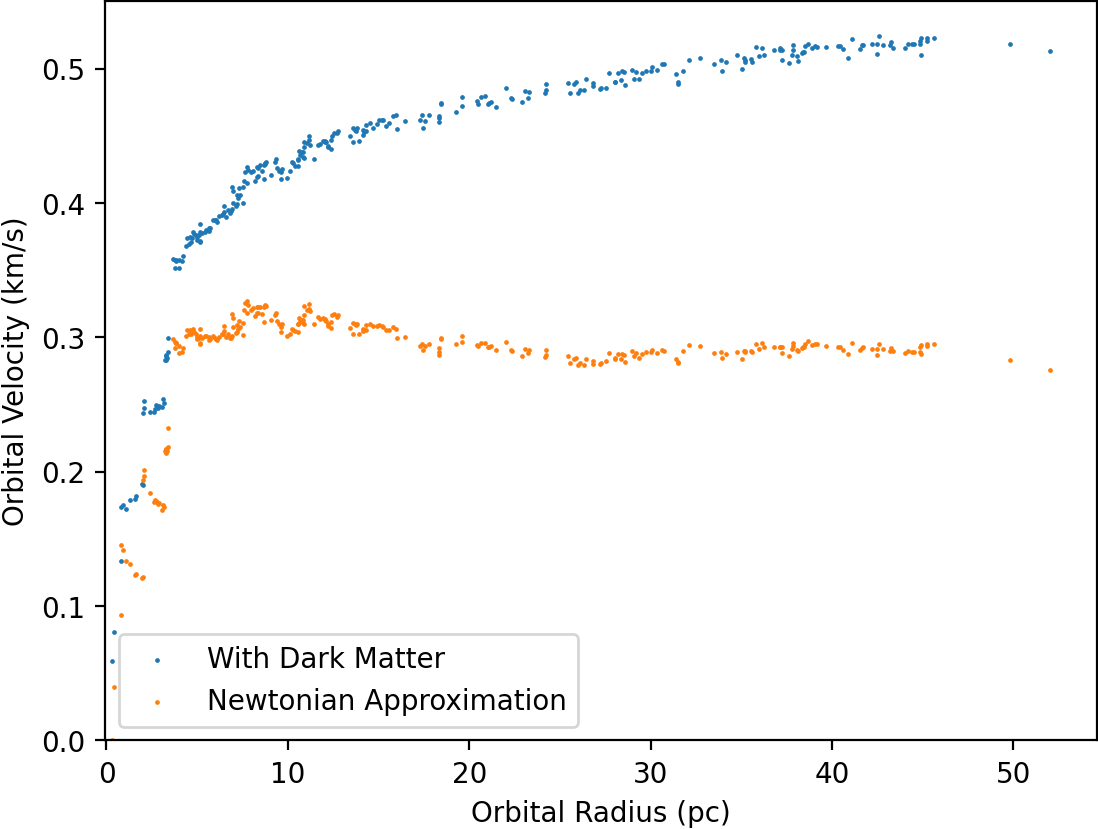 Orbital Velocity (km/s)
0.5
0.4
0.3
0.2
0.1
0.0
With Dark Matter
Newtonian Approximation
0 10 20 30 40 50
Orbital Radius (pc)